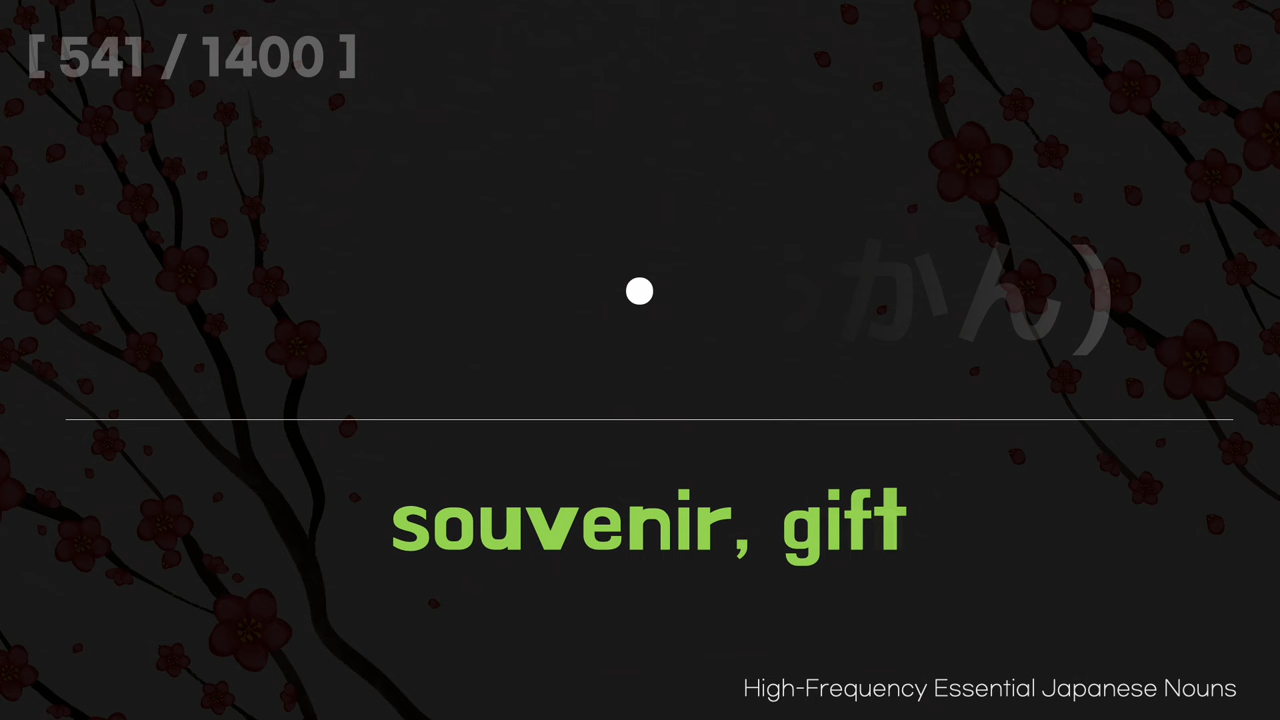 [ 541 / 1400 ]
かん)
souvenir, gift
High-Frequency Essential Japanese Nouns